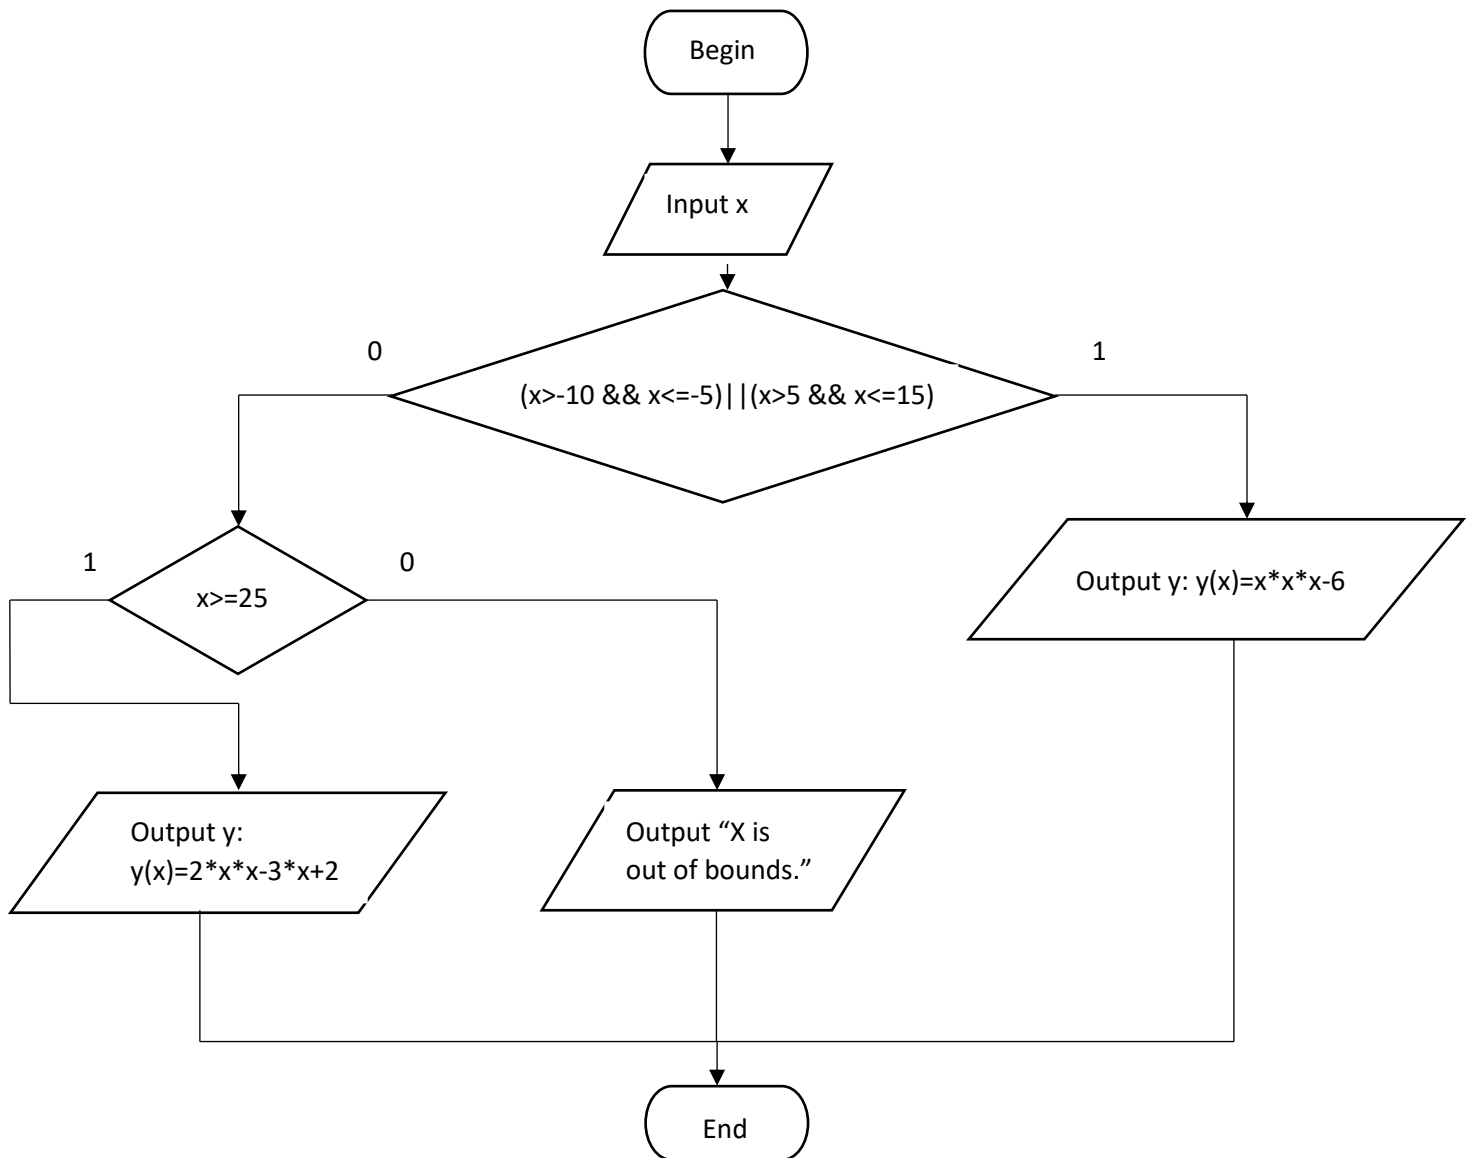 Begin
Input x
0
1
(x>-10 && x<=-5)||(x>5 && x<=15)
1
0
x>=25
Output y: y(x)=x*x*x-6
Output y:
y(x)=2*x*x-3*x+2
Output “X is
out of bounds.”
End